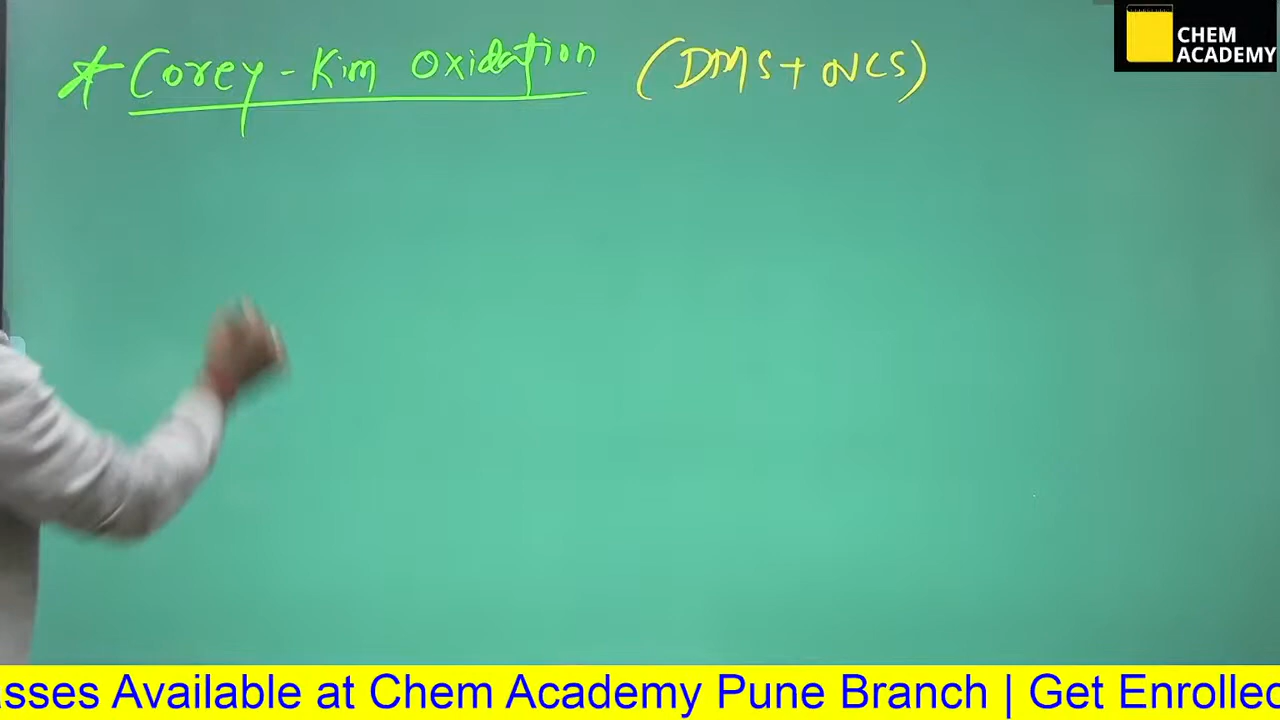 * Corey-Kim Oxidation (DMS + NCS)
CHEM
ACADEMY
asses Available at Chem Academy Pune Branch | Get Enrolled